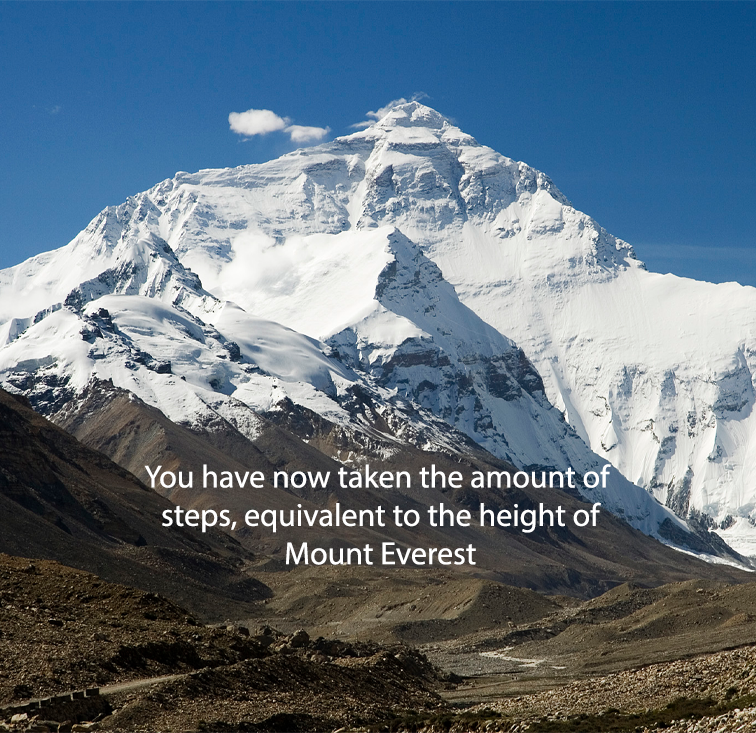 You have now taken the amount of
steps, equivalent to the height of
Mount Everest